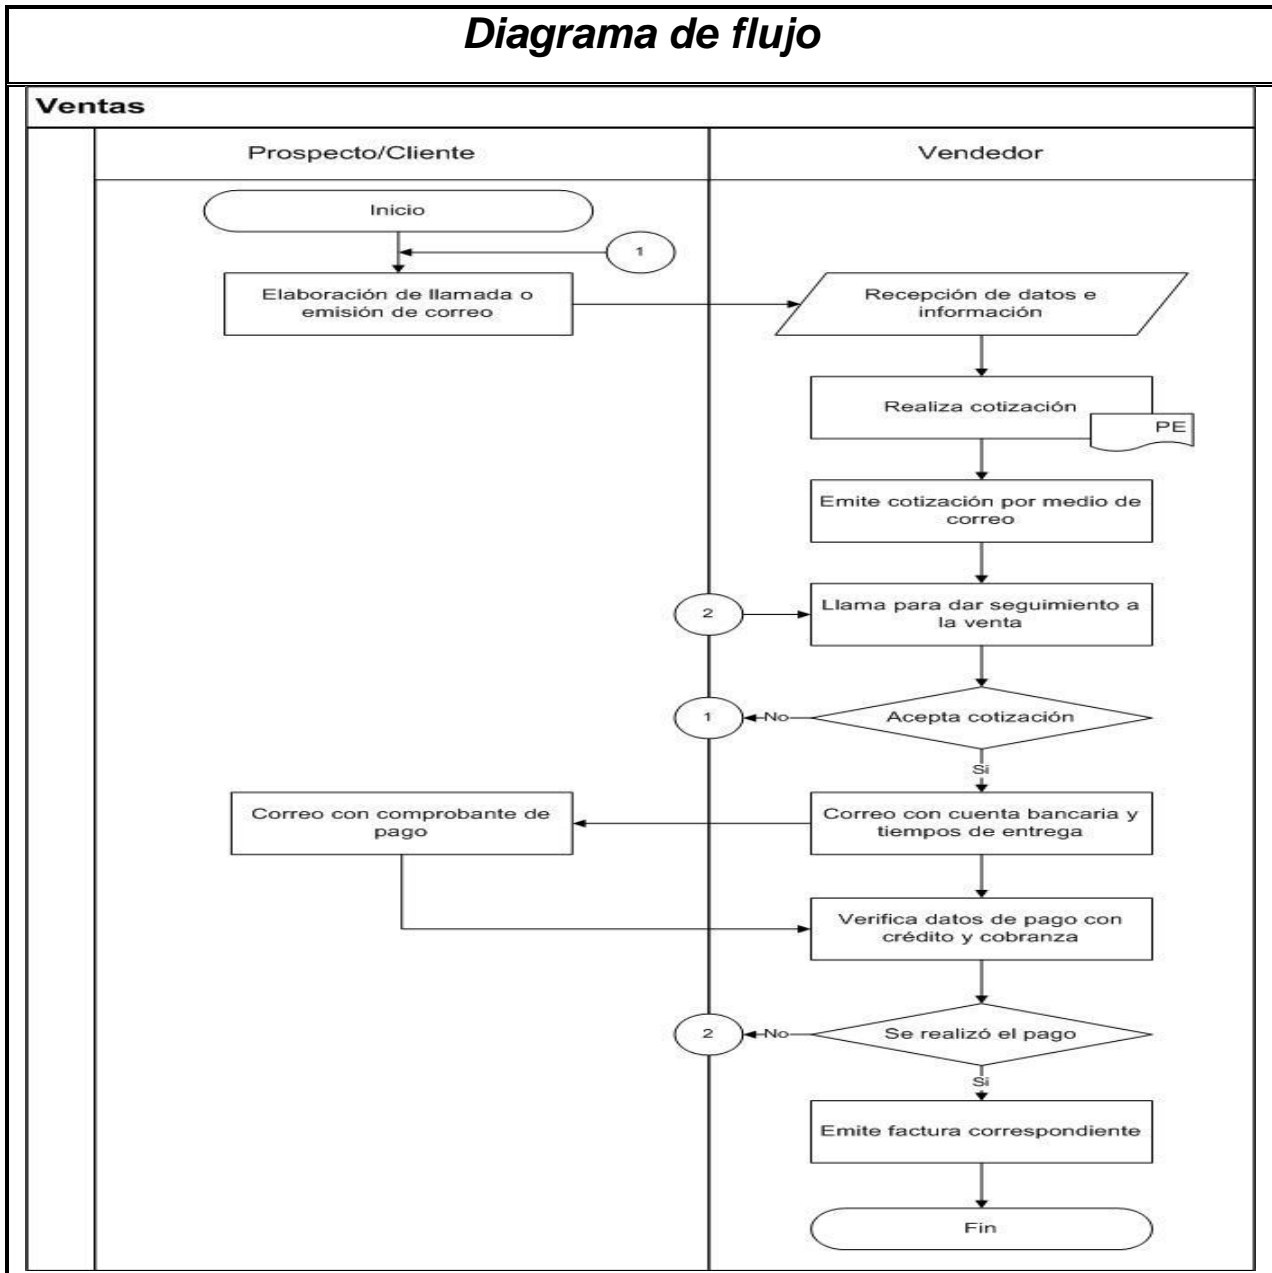 Diagrama de flujo
Ventas
Prospecto/Cliente
Vendedor
Inicio
1
Elaboración de llamada o
emisión de correo
Recepción de datos e
información
Realiza cotización
PE
Emite cotización por medio de
correo
2
Llama para dar seguimiento a
la venta
1
No
Acepta cotización
Si
Correo con comprobante de
pago
Correo con cuenta bancaria y
tiempos de entrega
Verifica datos de pago con
crédito y cobranza
2
No
Se realizó el pago
Si
Emite factura correspondiente
Fin